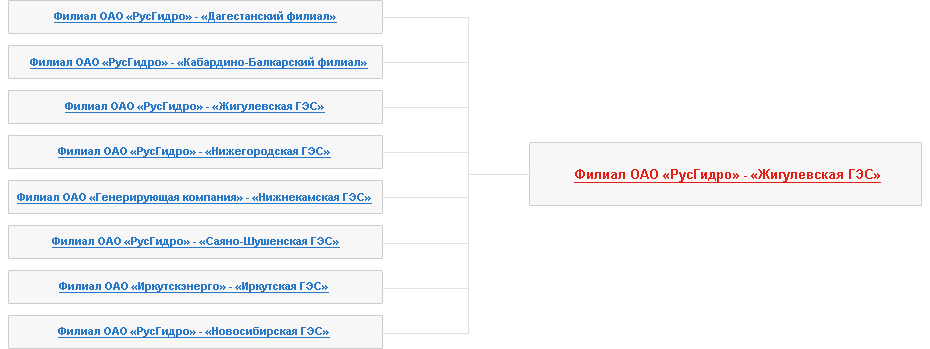 Филиал ОАО «РусГидро» - «Дагестанский филиал»
Филиал ОАО «РусГидро» - «Кабардино-Балкарский филиал»
Филиал ОАО «РусГидро» - «Жигулевская ГЭС»
Филиал ОАО «РусГидро» - «Нижегородская ГЭС»
Филиал ОАО «Генерирующая компания» - «Нижнекамская ГЭС»
Филиал ОАО «РусГидро» - «Саяно-Шушенская ГЭС»
Филиал ОАО «Иркутскэнерго» - «Иркутская ГЭС»
Филиал ОАО «РусГидро» - «Новосибирская ГЭС»
Филиал ОАО «РусГидро» - «Жигулевская ГЭС»